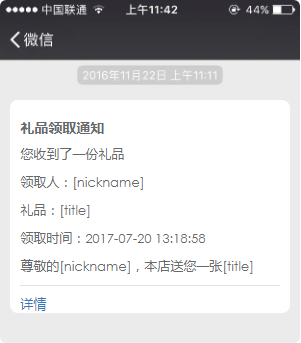 中国联通 上午11:42 44%
微信
2016年11月22日 上午11:11
礼品领取通知
您收到了一份礼品
领取人：[nickname]
礼品：[title]
领取时间：2017-07-20 13:18:58
尊敬的[nickname]，本店送您一张[title]
详情